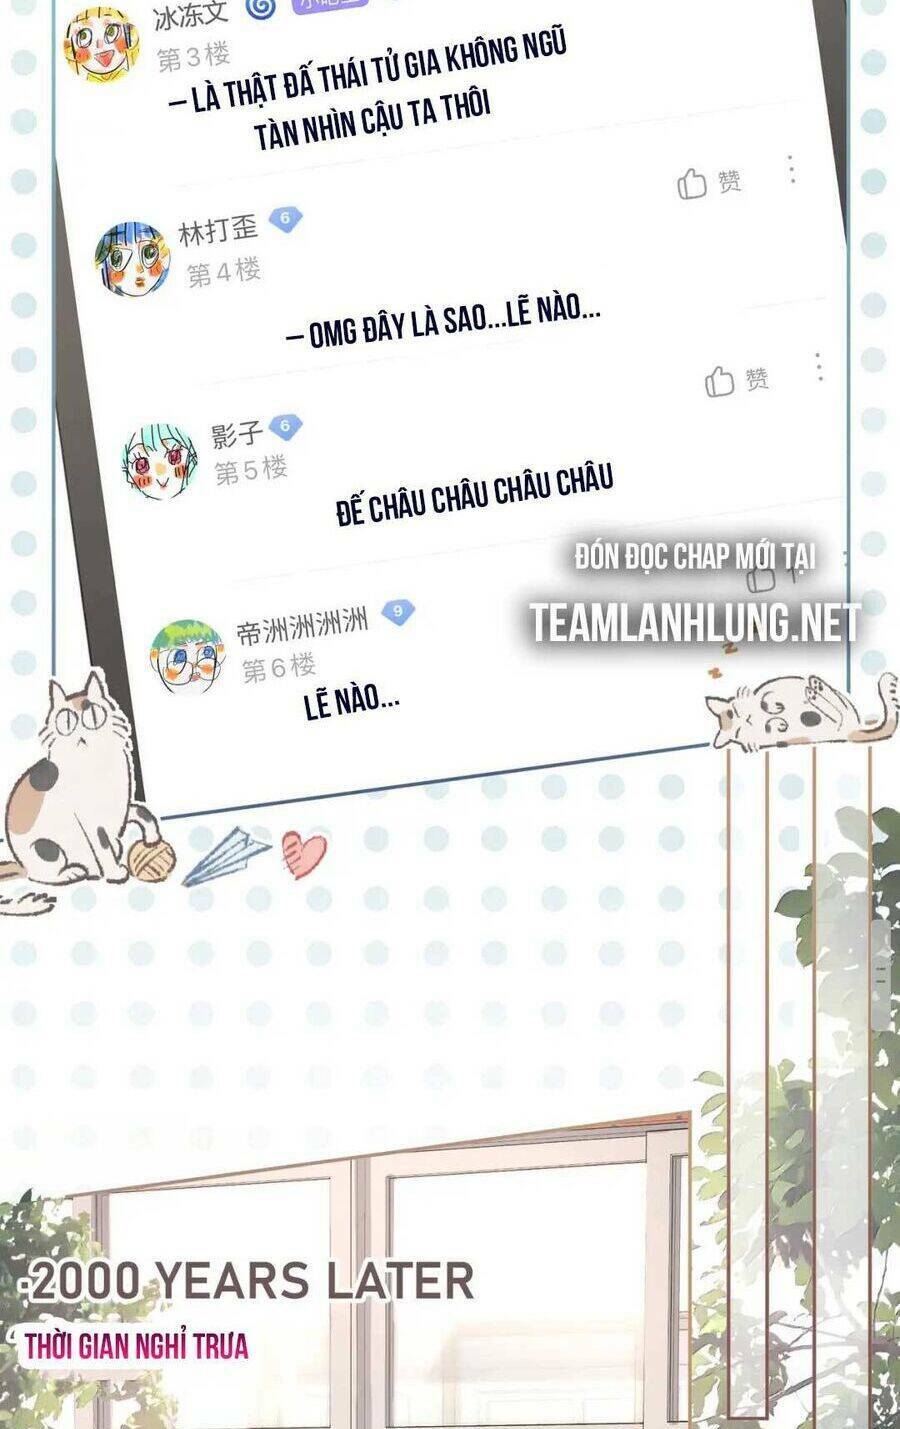 冰冻文
第3楼
– LÀ THẬT ĐẤ THÁI TỬ GIA KHÔNG NGŨ
TÀN NHÌN CẬU TA THÔI
赞
林打歪 6
第4楼
– OMG ĐÂY LÀ SAO...LẼ NÀO...
赞
影子 6
第5楼
ĐẾ CHÂU CHÂU CHÂU CHÂU
ĐÓN ĐỌC CHAP MỚI TẠI
1
TEAMLANHLUNG.NET
帝洲洲洲洲 9
第6楼
LẼ NÀO...
z z z
·2000 YEARS LATER
THỜI GIAN NGHỈ TRƯA